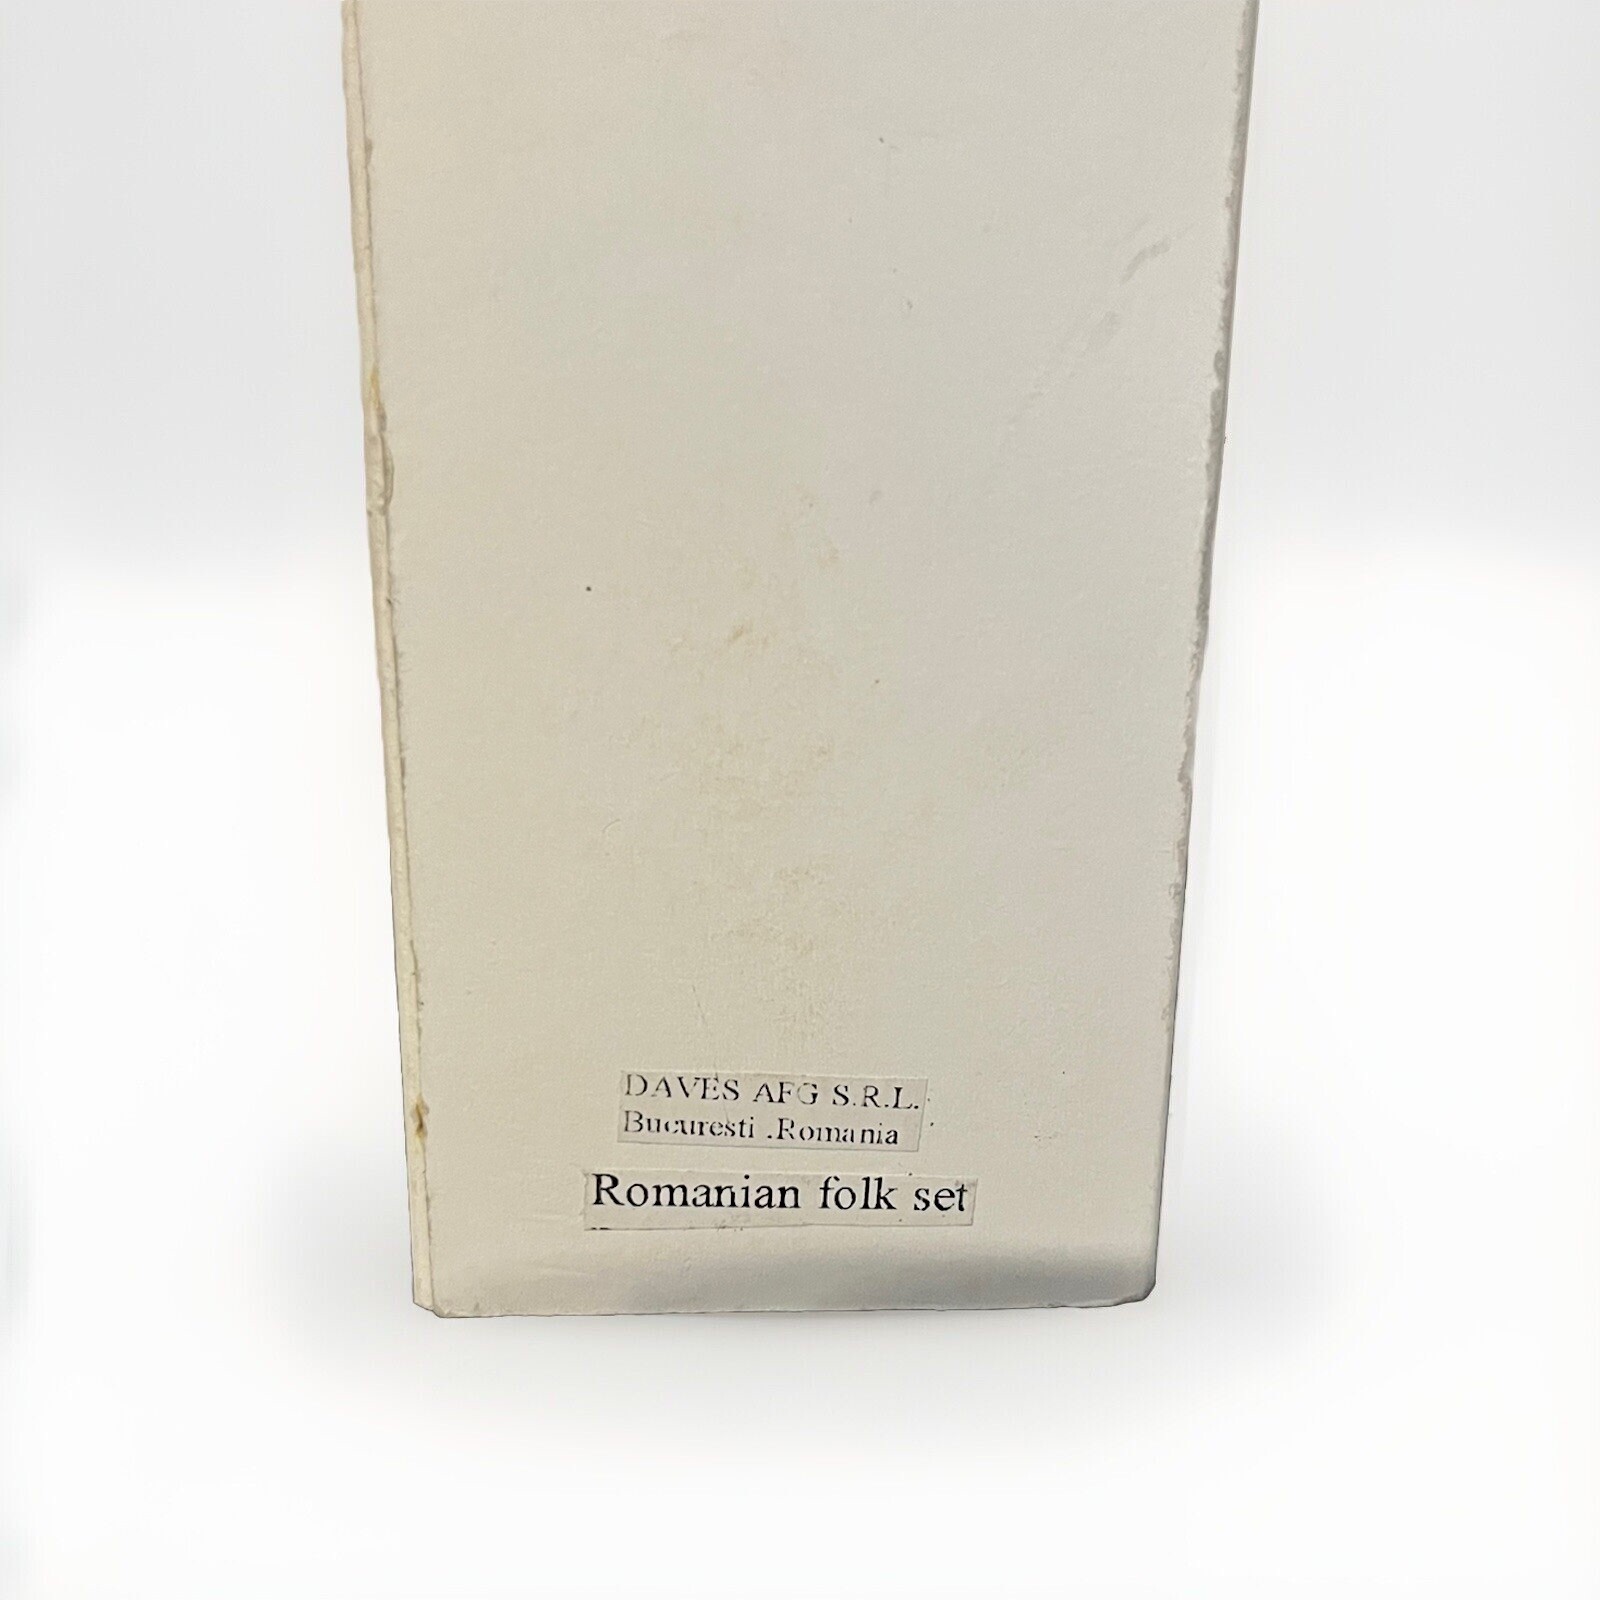 DAVES AFG S.R.L.
Bucuresti .Romania
Romanian folk set